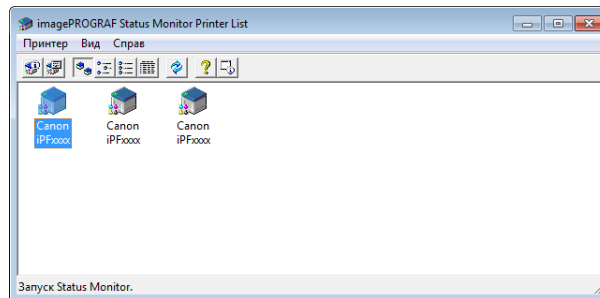 imagePROGRAF Status Monitor Printer List
Принтер Вид Справ
Canon Canon Canon
iPFxxxx iPFxxxx iPFxxxx
Запуск Status Monitor.